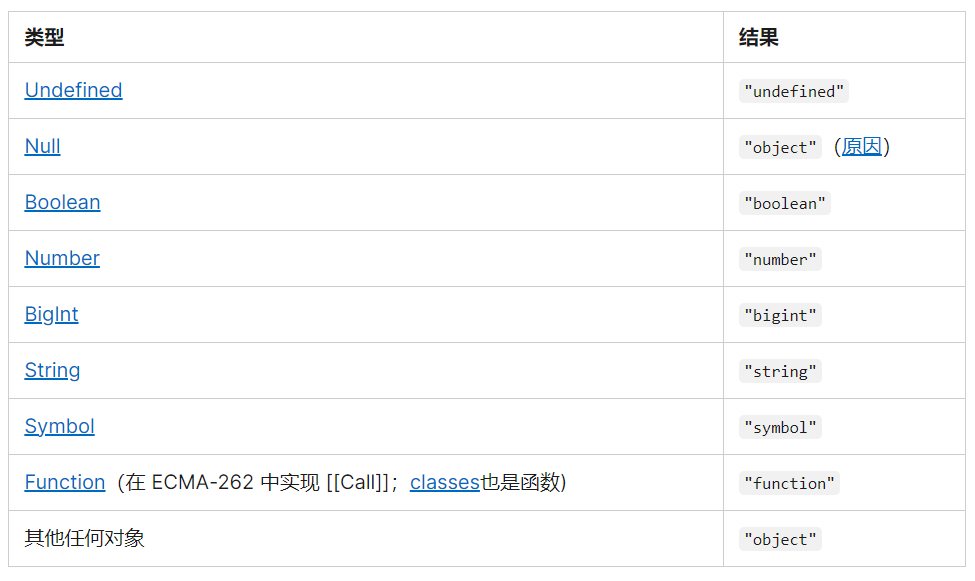 类型 结果
Undefined "undefined"
Null "object" (原因)
Boolean "boolean"
Number "number"
BigInt "bigint"
String "string"
Symbol "symbol"
Function（在 ECMA-262 中实现 [[Call]]；classes也是函数) "function"
其他任何对象 "object"